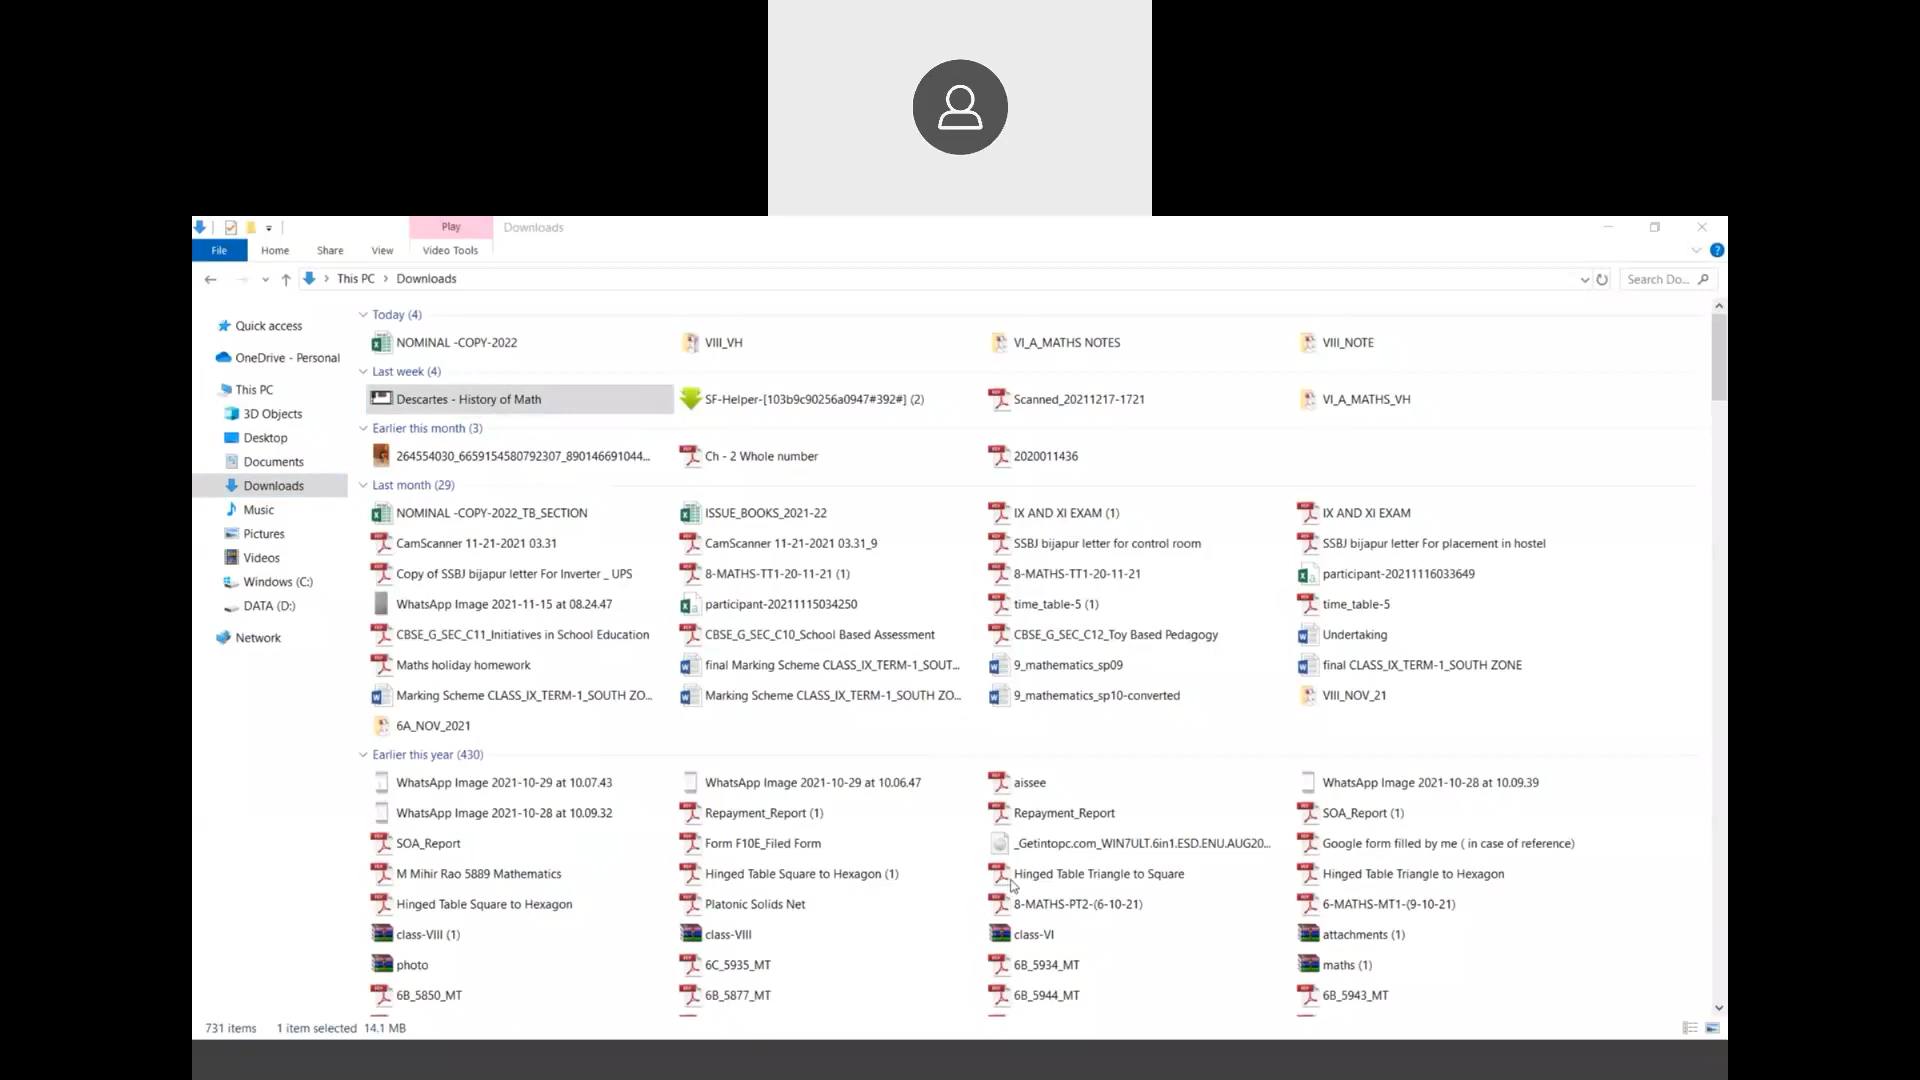 Play Downloads
File Home Share View Video Tools
This PC Downloads Search Do...
Quick access
OneDrive - Personal
This PC
3D Objects
Desktop
Documents
Downloads
Music
Pictures
Videos
Windows (C:)
DATA (D:)
Network
Today (4)
NOMINAL -COPY-2022 VIII_VH VI_A_MATHS NOTES VIII_NOTE
Last week (4)
Descartes - History of Math SF-Helper-[103b9c90256a0947#392#] (2) Scanned_20211217-1721 VI_A_MATHS_VH
Earlier this month (3)
264554030_6659154580792307_890146691044... Ch - 2 Whole number 2020011436
Last month (29)
NOMINAL -COPY-2022_TB_SECTION ISSUE_BOOKS_2021-22 IX AND XI EXAM (1) IX AND XI EXAM
CamScanner 11-21-2021 03.31 CamScanner 11-21-2021 03.31_9 SSBJ bijapur letter for control room SSBJ bijapur letter For placement in hostel
Copy of SSBJ bijapur letter For Inverter _ UPS 8-MATHS-TT1-20-11-21 (1) 8-MATHS-TT1-20-11-21 participant-20211116033649
WhatsApp Image 2021-11-15 at 08.24.47 participant-20211115034250 time_table-5 (1) time_table-5
CBSE_G_SEC_C11_Initiatives in School Education CBSE_G_SEC_C10_School Based Assessment CBSE_G_SEC_C12_Toy Based Pedagogy Undertaking
Maths holiday homework final Marking Scheme CLASS_IX_TERM-1_SOUT... 9_mathematics_sp09 final CLASS_IX_TERM-1_SOUTH ZONE
Marking Scheme CLASS_IX_TERM-1_SOUTH ZO... Marking Scheme CLASS_IX_TERM-1_SOUTH ZO... 9_mathematics_sp10-converted VIII_NOV_21
6A_NOV_2021
Earlier this year (430)
WhatsApp Image 2021-10-29 at 10.07.43 WhatsApp Image 2021-10-29 at 10.06.47 aissee WhatsApp Image 2021-10-28 at 10.09.39
WhatsApp Image 2021-10-28 at 10.09.32 Repayment_Report (1) Repayment_Report SOA_Report (1)
SOA_Report Form F10E_Filed Form _Getintopc.com_WIN7ULT.6in1.ESD.ENU.AUG20... Google form filled by me ( in case of reference)
M Mihir Rao 5889 Mathematics Hinged Table Square to Hexagon (1) Hinged Table Triangle to Square Hinged Table Triangle to Hexagon
Hinged Table Square to Hexagon Platonic Solids Net 8-MATHS-PT2-(6-10-21) 6-MATHS-MT1-(9-10-21)
class-VIII (1) class-VIII class-VI attachments (1)
photo 6C_5935_MT 6B_5934_MT maths (1)
6B_5850_MT 6B_5877_MT 6B_5944_MT 6B_5943_MT
731 items 1 item selected 14.1 MB